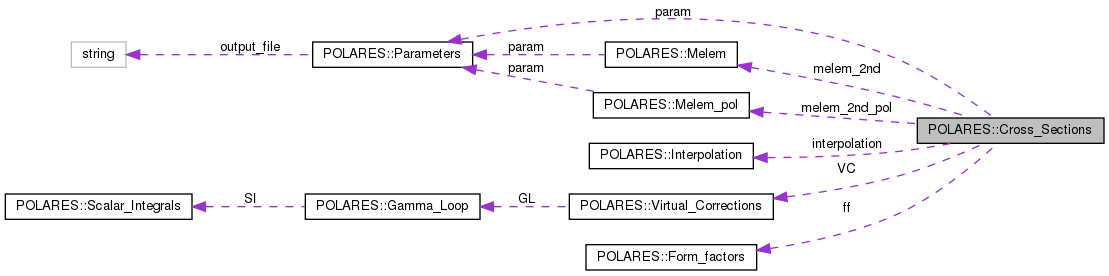 param
string
output_file
POLARES::Parameters
param
POLARES::Melem
melem_2nd
param
POLARES::Melem_pol
melem_2nd_pol
POLARES::Cross_Sections
interpolation
POLARES::Interpolation
VC
POLARES::Scalar_Integrals
SI
POLARES::Gamma_Loop
GL
POLARES::Virtual_Corrections
ff
POLARES::Form_factors